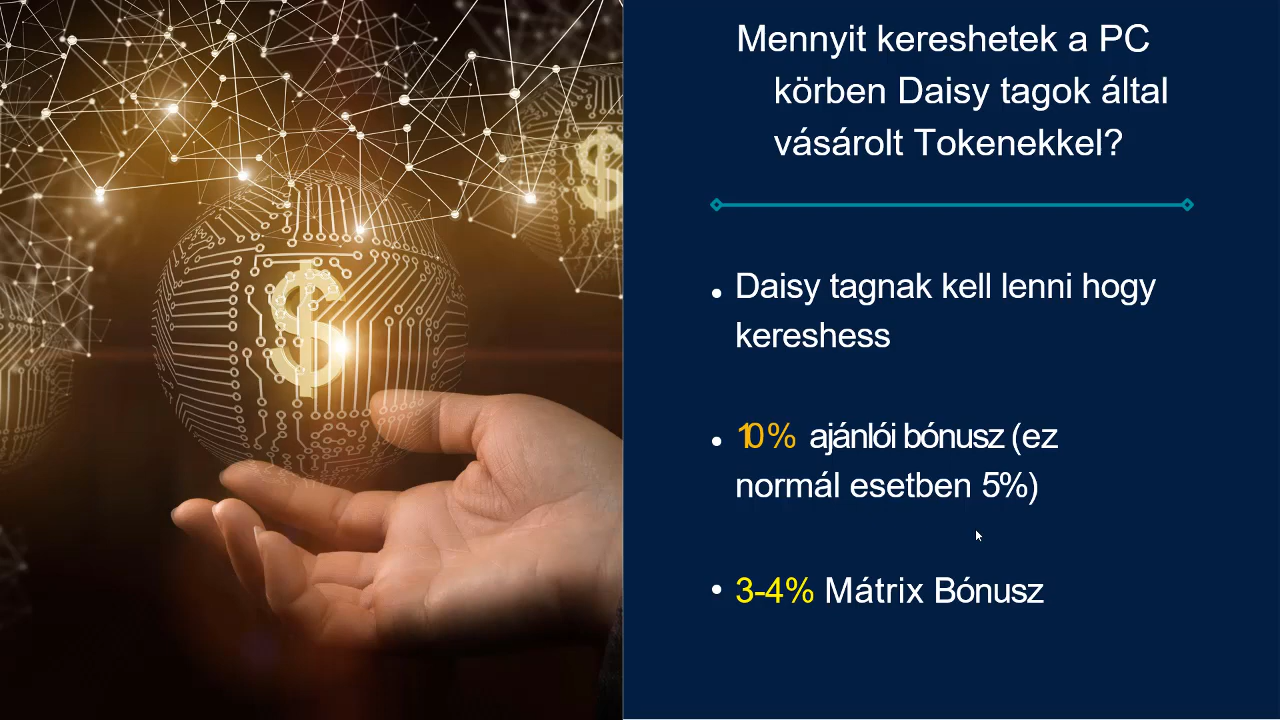 Mennyit kereshetek a PC
körben Daisy tagok által
vásárolt Tokenekkel?
• Daisy tagnak kell lenni hogy
kereshess
• 10% ajánlói bónusz (ez
normál esetben 5%)
• 3-4% Mátrix Bónusz